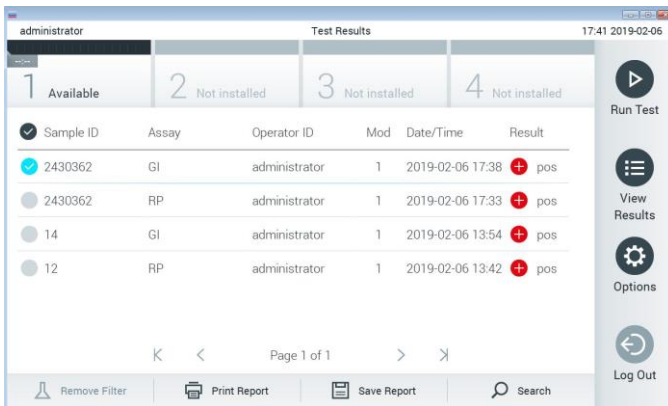 administrator Test Results 17:41 2019-02-06
--:--
1 Available 2 Not installed 3 Not installed 4 Not installed
Run Test
Sample ID Assay Operator ID Mod Date/Time Result
2430362 GI administrator 1 2019-02-06 17:38 pos
2430362 RP administrator 1 2019-02-06 17:33 pos
View
Results
14 GI administrator 1 2019-02-06 13:54 pos
12 RP administrator 1 2019-02-06 13:42 pos
Options
Page 1 of 1
Log Out
Remove Filter Print Report Save Report Search